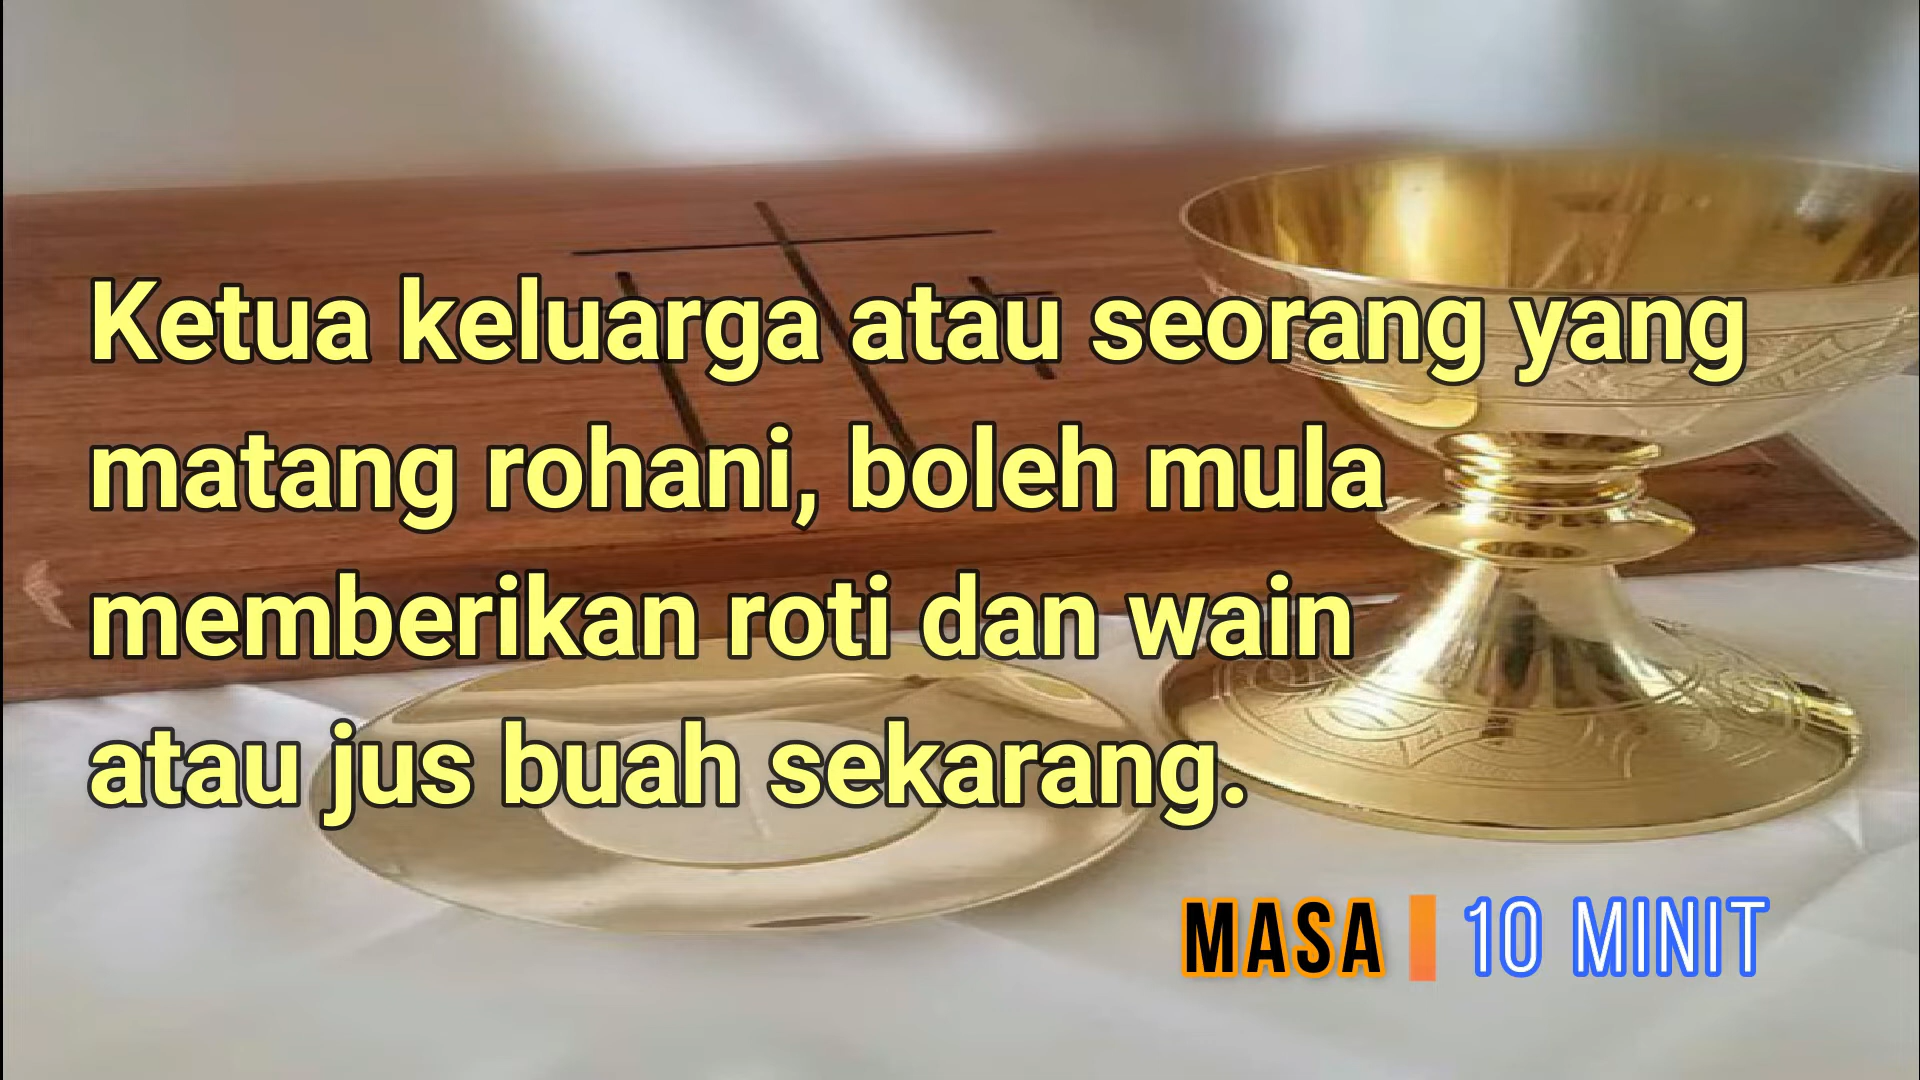 Ketua keluarga atau seorang yang
matang rohani, boleh mula
memberikan roti dan wain
atau jus buah sekarang.
MASA | 10 MINIT